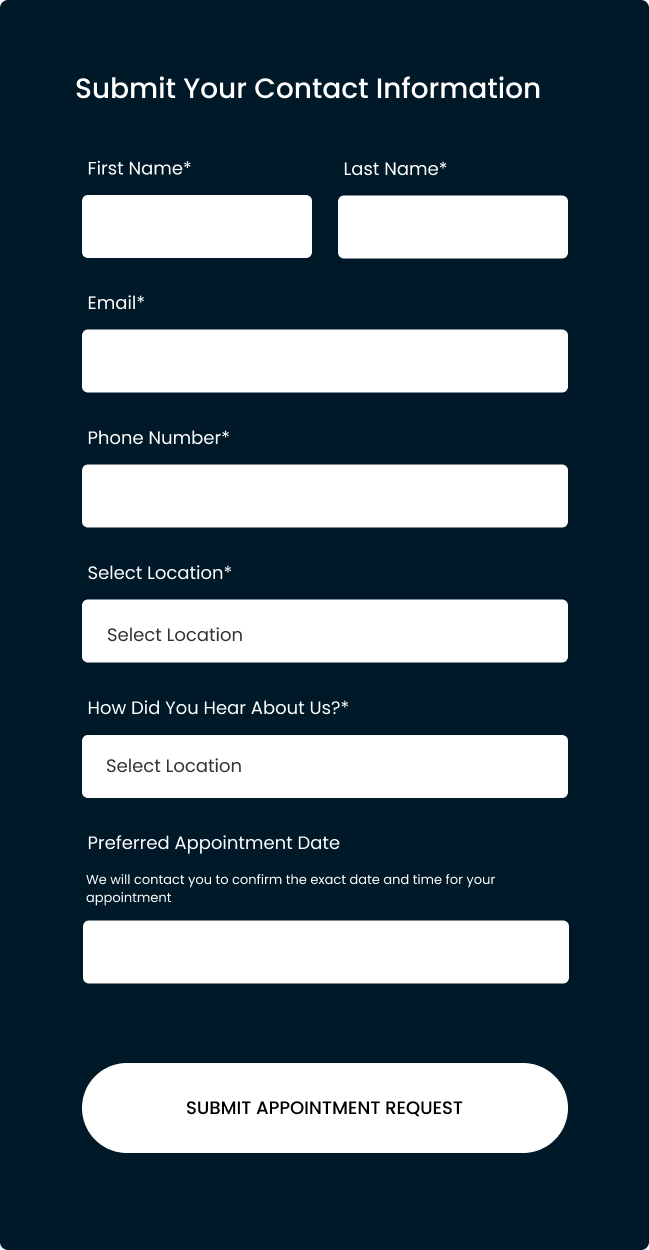 Submit Your Contact Information
First Name*
Last Name*
Email*
Phone Number*
Select Location*
Select Location
How Did You Hear About Us?*
Select Location
Preferred Appointment Date
We will contact you to confirm the exact date and time for your
appointment
SUBMIT APPOINTMENT REQUEST